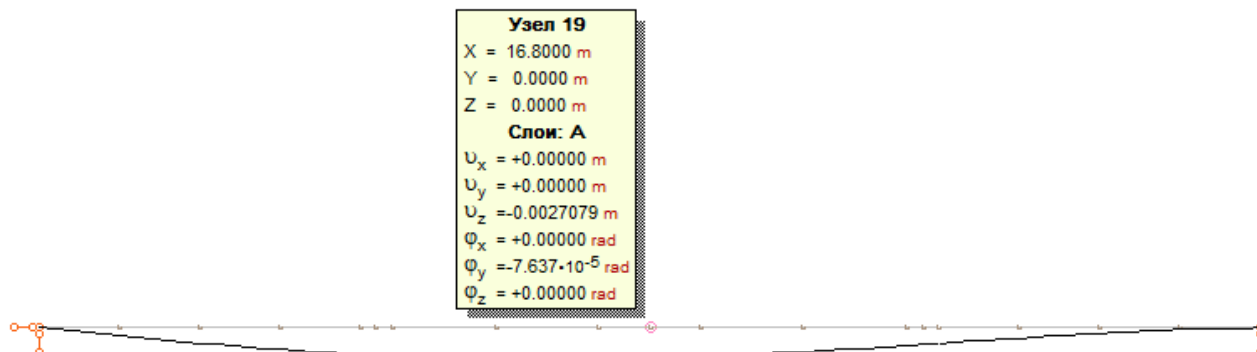 Узел 19
X = 16.8000 m
Y = 0.0000 m
Z = 0.0000 m
Слои: A
υx = +0.00000 m
υy = +0.00000 m
υz =-0.0027079 m
φx = +0.00000 rad
φy =-7.637•10-5 rad
φz = +0.00000 rad